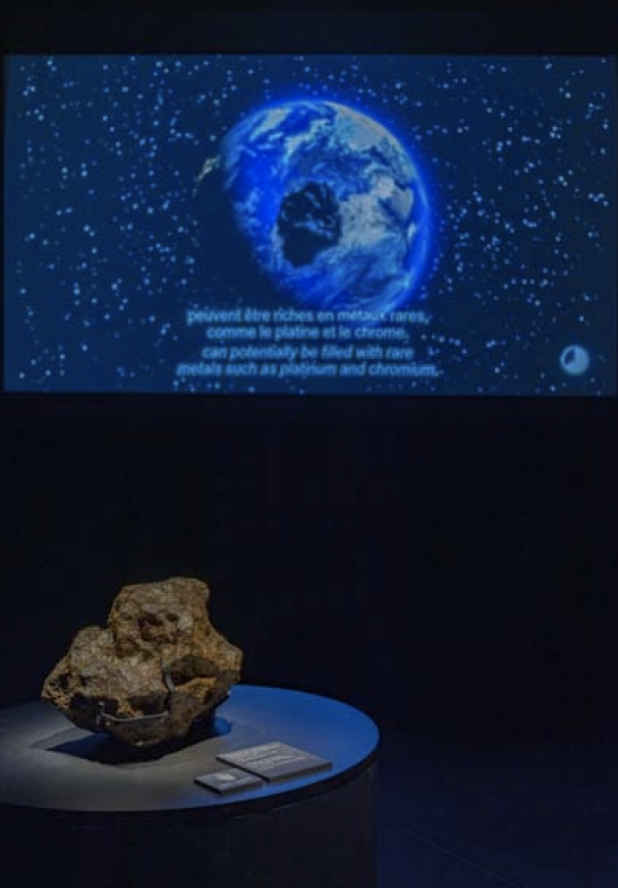 peuvent être riches en métaux rares,
comme le platine et le chrome.
can potentially be filled with rare
metals such as platinum and chromium,